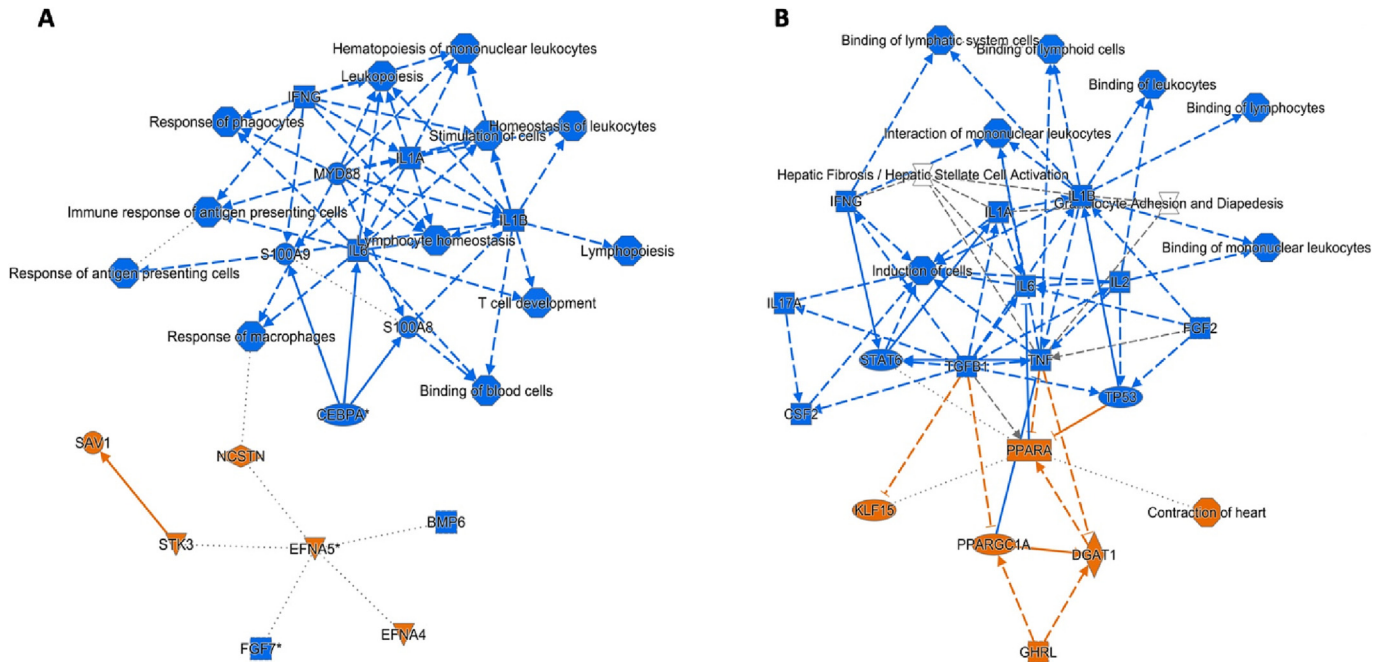 A
Hematopoiesis of mononuclear leukocytes
Leukopoiesis
IFNG
Response of phagocytes
Homeostasis of leukocytes
Stimulation of cells
IL1A
MYD88
Immune response of antigen presenting cells
IL1B
S100A9
IL6
Lymphocyte homeostasis
Lymphopoiesis
Response of antigen presenting cells
T cell development
S100A8
Response of macrophages
Binding of blood cells
CEBPA*
SAV1
NCSTN
BMP6
STK3
EFNA5*
EFNA4
FGF7*
B
Binding of lymphatic system cells
Binding of lymphoid cells
Binding of leukocytes
Binding of lymphocytes
Interaction of mononuclear leukocytes
Hepatic Fibrosis / Hepatic Stellate Cell Activation
IFNG
IL1B
Granulocyte Adhesion and Diapedesis
IL1A
Binding of mononuclear leukocytes
Induction of cells
IL6
IL2
IL17A
FGF2
STAT6
TGFB1
TNF
TP53
CSF2
PPARA
KLF15
Contraction of heart
PPARGC1A
DGAT1
GHRL